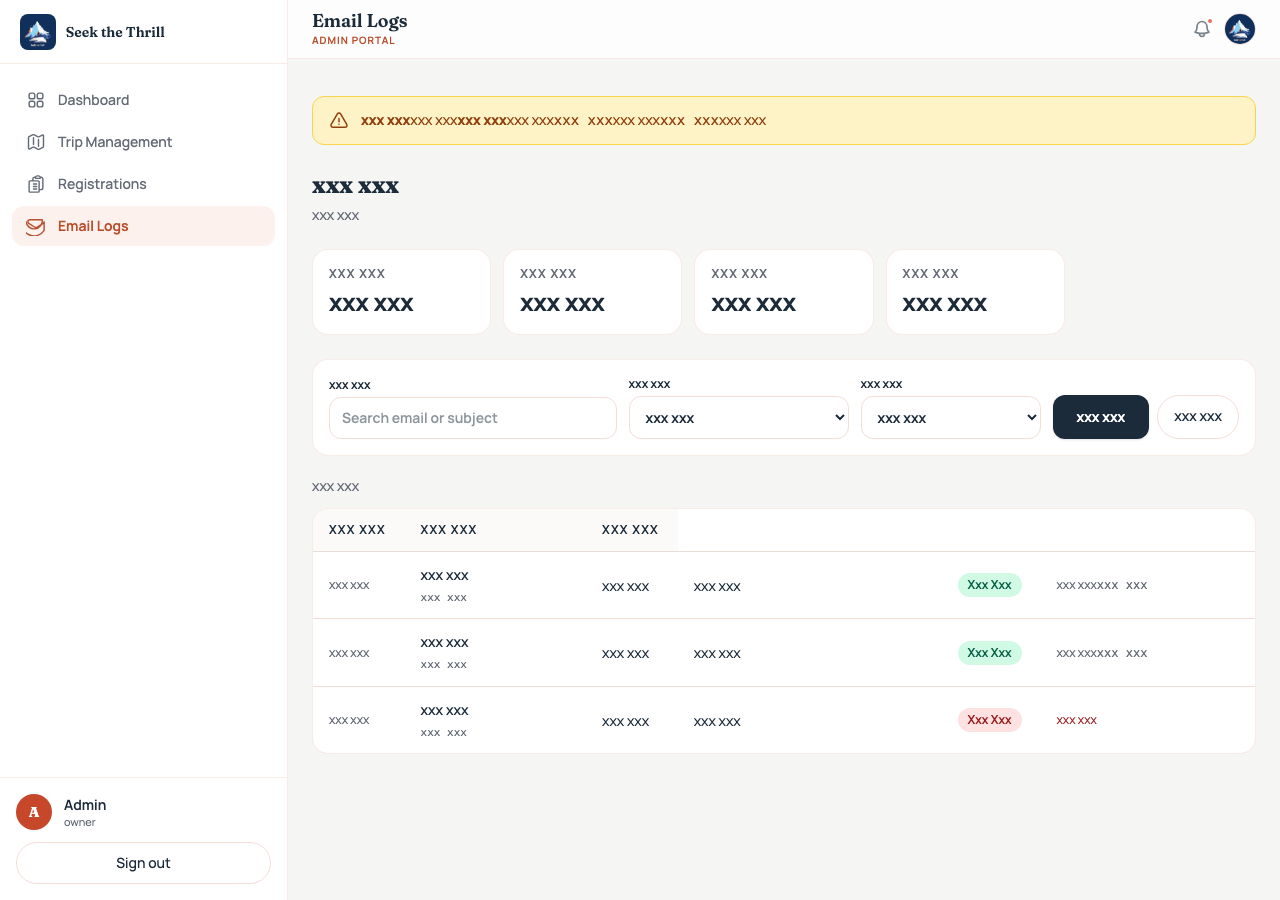 Seek the Thrill
Dashboard
Trip Management
Registrations
Email Logs
Admin
owner
Sign out
Email Logs
ADMIN PORTAL
xxx xxxxxx xxxxxx xxxxxx xxxxxx xxxxxx xxxxxx xxxxxx xxx
xxx xxx
xxx xxx
XXX XXX
XXX XXX
XXX XXX
XXX XXX
xxx xxx
xxx xxx
xxx xxx
xxx xxx
xxx xxx
xxx xxx
xxx xxx
Search email or subject
xxx xxx
xxx xxx
xxx xxx
xxx xxx
xxx xxx
XXX XXX
XXX XXX
XXX XXX
xxx xxx
xxx xxx
xxx xxx
xxx xxx
xxx xxx
Xxx Xxx
xxx xxxxxx xxx
xxx xxx
xxx xxx
xxx xxx
xxx xxx
xxx xxx
Xxx Xxx
xxx xxxxxx xxx
xxx xxx
xxx xxx
xxx xxx
xxx xxx
xxx xxx
Xxx Xxx
xxx xxx
A